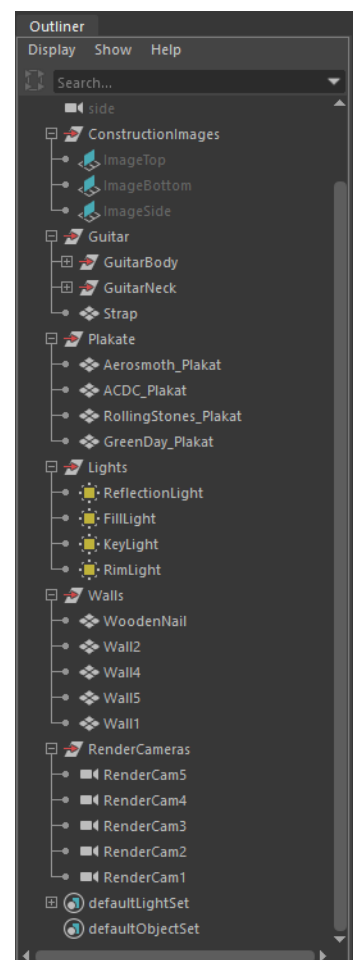 Outliner
Display Show Help
Search...
side
ConstructionImages
ImageTop
ImageBottom
ImageSide
Guitar
GuitarBody
GuitarNeck
Strap
Plakate
Aerosmoth_Plakat
ACDC_Plakat
RollingStones_Plakat
GreenDay_Plakat
Lights
ReflectionLight
FillLight
KeyLight
RimLight
Walls
WoodenNail
Wall2
Wall4
Wall5
Wall1
RenderCameras
RenderCam5
RenderCam4
RenderCam3
RenderCam2
RenderCam1
defaultLightSet
defaultObjectSet